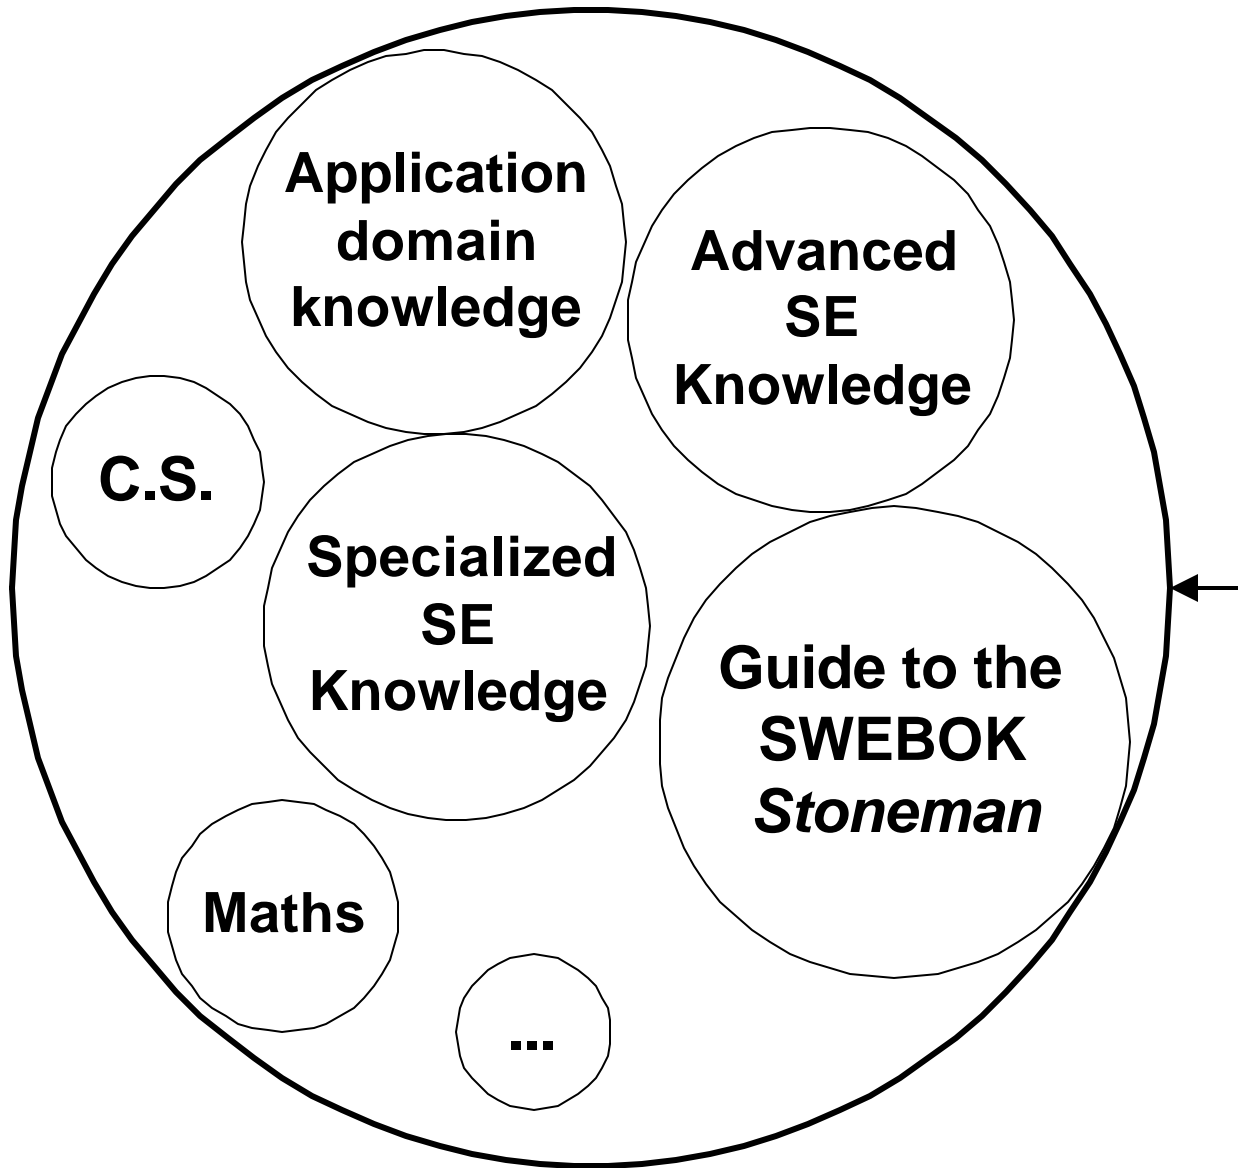 Application
domain
knowledge
Advanced
SE
Knowledge
C.S.
Specialized
SE
Knowledge
Guide to the
SWEBOK
Stoneman
Maths
...